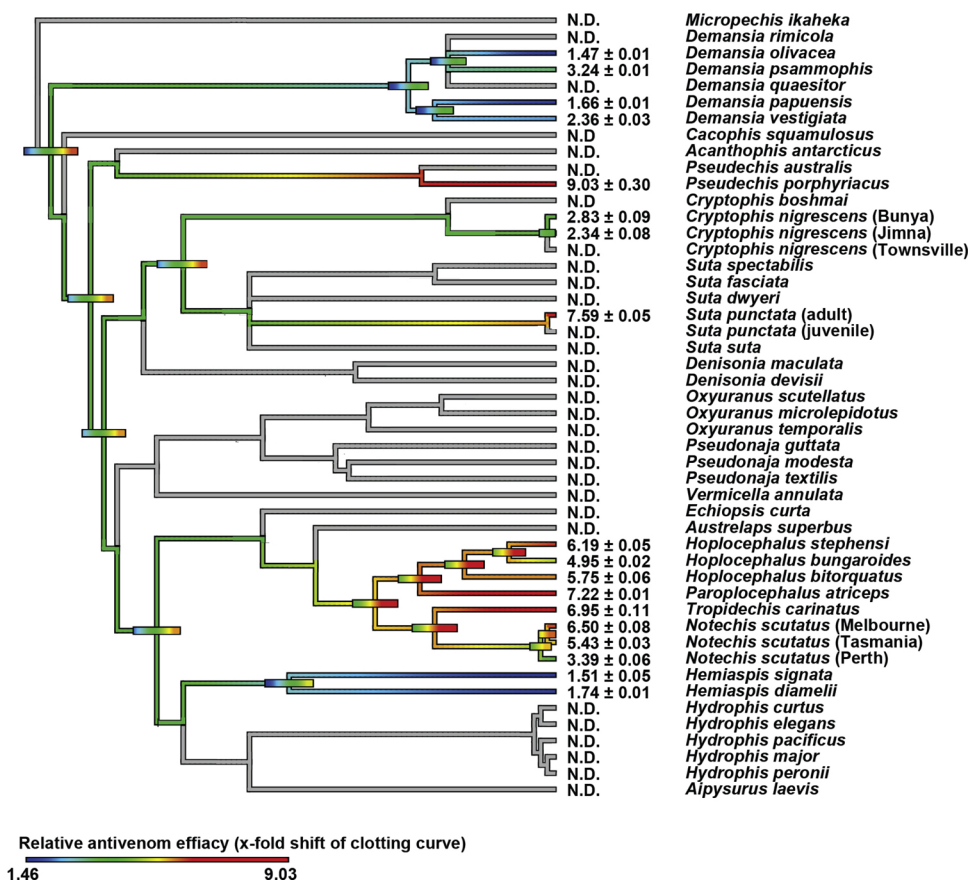 N.D. Micropechis ikaheka
N.D. Demansia rimicola
1.47 ± 0.01 Demansia olivacea
3.24 ± 0.01 Demansia psammophis
N.D. Demansia quaesitor
1.66 ± 0.01 Demansia papuensis
2.36 ± 0.03 Demansia vestigiata
N.D Cacophis squamulosus
N.D. Acanthophis antarcticus
N.D. Pseudechis australis
9.03 ± 0.30 Pseudechis porphyriacus
N.D Cryptophis boshmai
2.83 ± 0.09 Cryptophis nigrescens (Bunya)
2.34 ± 0.08 Cryptophis nigrescens (Jimna)
N.D. Cryptophis nigrescens (Townsville)
N.D. Suta spectabilis
N.D. Suta fasciata
N.D. Suta dwyeri
7.59 ± 0.05 Suta punctata (adult)
N.D. Suta punctata (juvenile)
N.D. Suta suta
N.D. Denisonia maculata
N.D. Denisonia devisii
N.D. Oxyuranus scutellatus
N.D. Oxyuranus microlepidotus
N.D. Oxyuranus temporalis
N.D. Pseudonaja guttata
N.D. Pseudonaja modesta
N.D. Pseudonaja textilis
N.D. Vermicella annulata
N.D. Echiopsis curta
N.D. Austrelaps superbus
6.19 ± 0.05 Hoplocephalus stephensi
4.95 ± 0.02 Hoplocephalus bungaroides
5.75 ± 0.06 Hoplocephalus bitorquatus
7.22 ± 0.01 Paroplocephalus atriceps
6.95 ± 0.11 Tropidechis carinatus
6.50 ± 0.08 Notechis scutatus (Melbourne)
5.43 ± 0.03 Notechis scutatus (Tasmania)
3.39 ± 0.06 Notechis scutatus (Perth)
1.51 ± 0.05 Hemiaspis signata
1.74 ± 0.01 Hemiaspis diamelii
N.D. Hydrophis curtus
N.D. Hydrophis elegans
N.D. Hydrophis pacificus
N.D. Hydrophis major
N.D. Hydrophis peronii
N.D. Aipysurus laevis
Relative antivenom effiacy (x-fold shift of clotting curve)
1.46 9.03